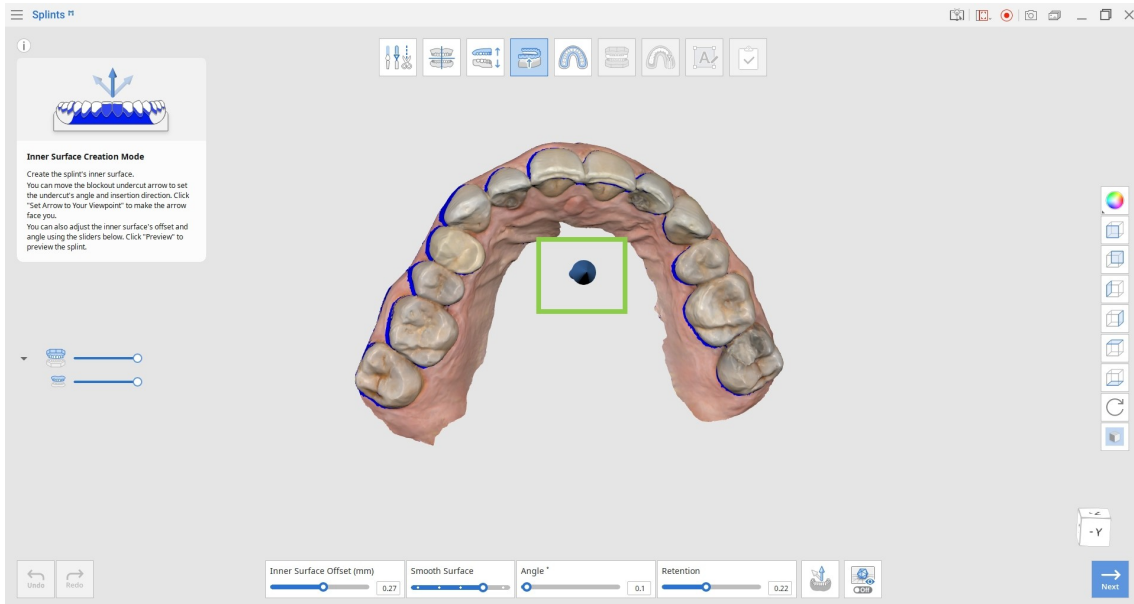 Splints
Inner Surface Creation Mode
Create the splint's inner surface.
You can move the blockout undercut arrow to set
the undercut's angle and insertion direction. Click
"Set Arrow to Your Viewpoint" to make the arrow
face you.
You can also adjust the inner surface's offset and
angle using the sliders below. Click "Preview" to
preview the splint.
-Z
-Y
Undo
Redo
Inner Surface Offset (mm)
0.27
Smooth Surface
Angle °
0.1
Retention
0.22
Off
Next